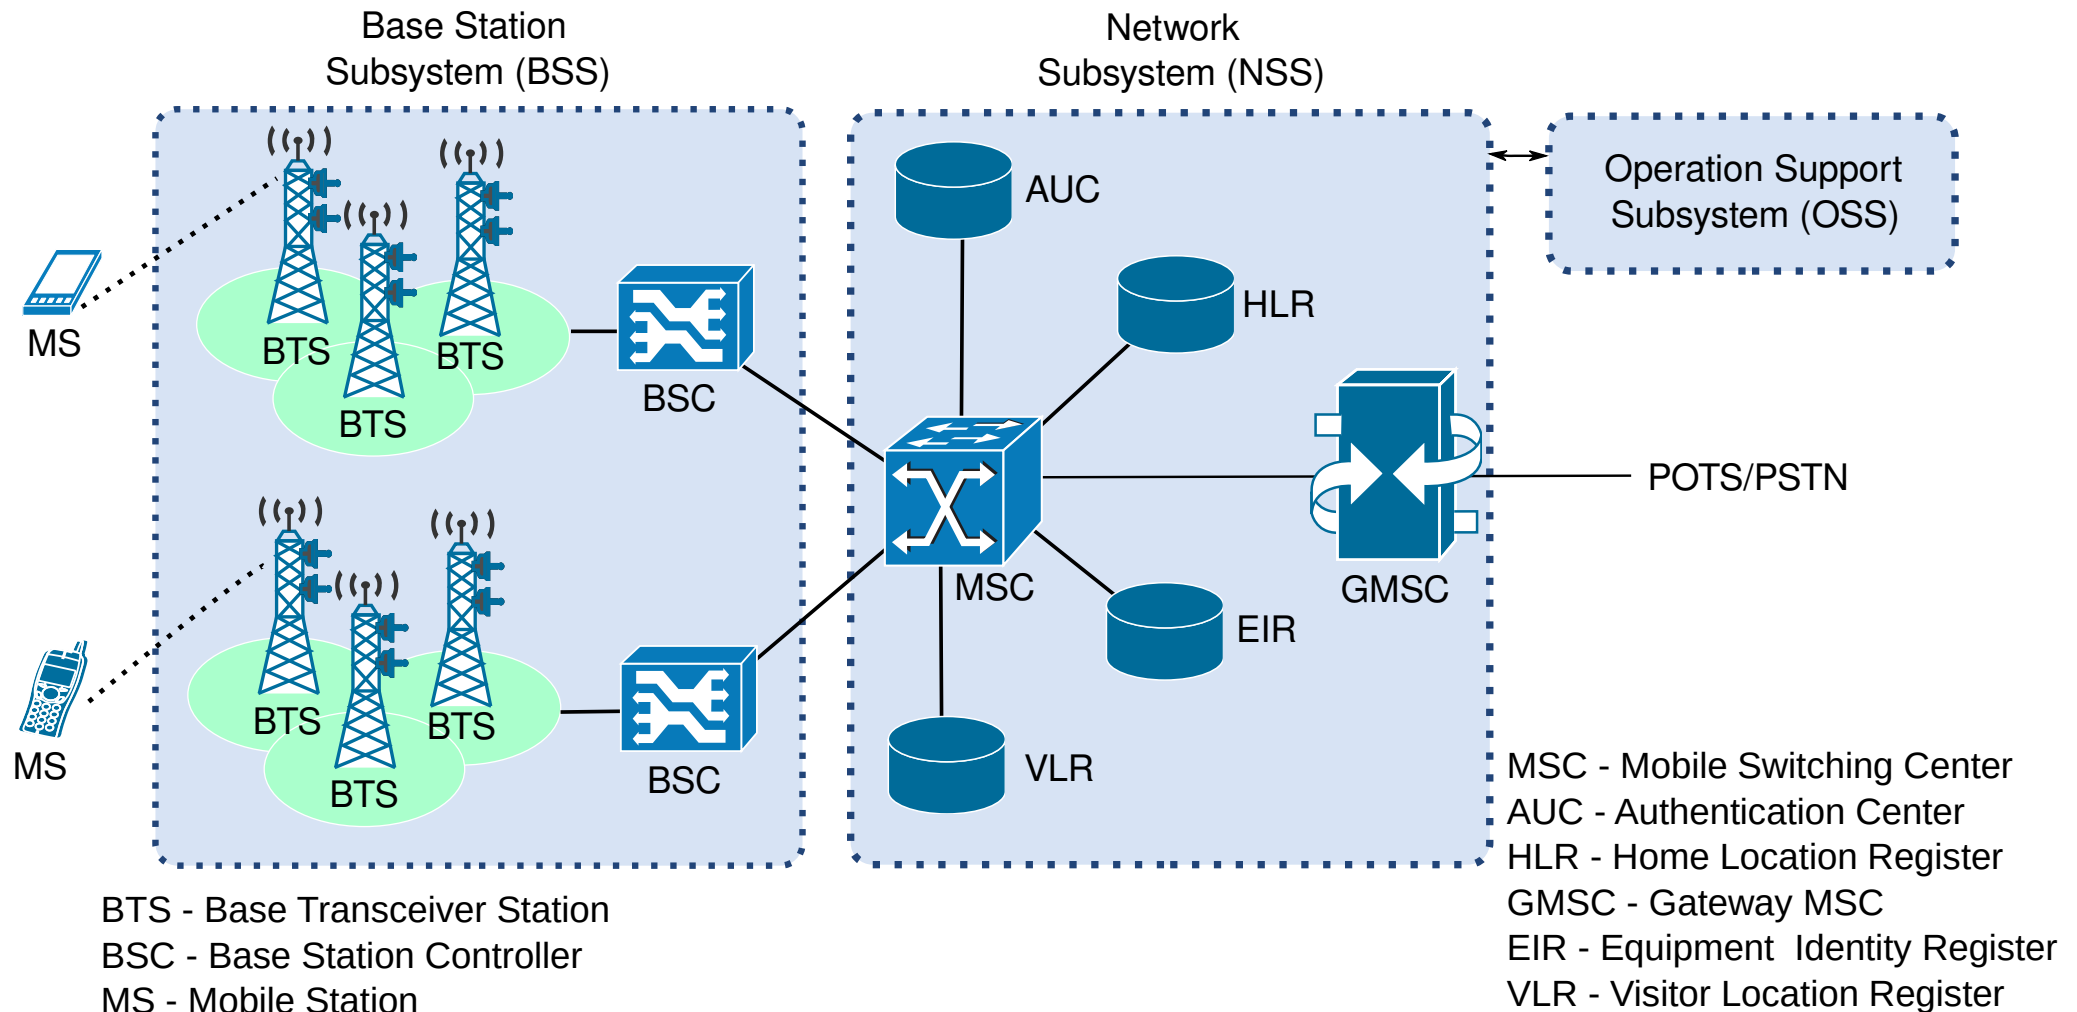 Base Station
Subsystem (BSS)
Network
Subsystem (NSS)
Operation Support
Subsystem (OSS)
AUC
HLR
MS
BTS
BTS
BTS
BSC
POTS/PSTN
MSC
GMSC
EIR
BTS
BTS
BTS
BSC
MS
VLR
MSC - Mobile Switching Center
AUC - Authentication Center
HLR - Home Location Register
GMSC - Gateway MSC
EIR - Equipment  Identity Register
VLR - Visitor Location Register
BTS - Base Transceiver Station
BSC - Base Station Controller
MS - Mobile Station